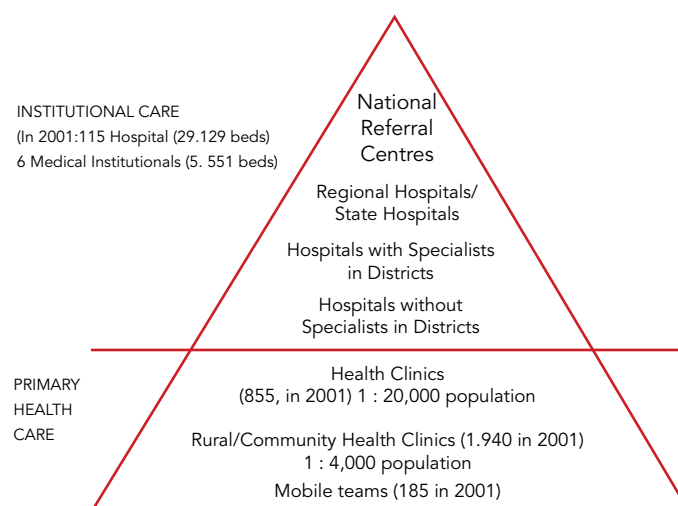 INSTITUTIONAL CARE
(In 2001:115 Hospital (29.129 beds)
6 Medical Institutionals (5. 551 beds)
National
Referral
Centres
Regional Hospitals/
State Hospitals
Hospitals with Specialists
in Districts
Hospitals without
Specialists in Districts
PRIMARY
HEALTH
CARE
Health Clinics
(855, in 2001) 1 : 20,000 population
Rural/Community Health Clinics (1.940 in 2001)
1 : 4,000 population
Mobile teams (185 in 2001)